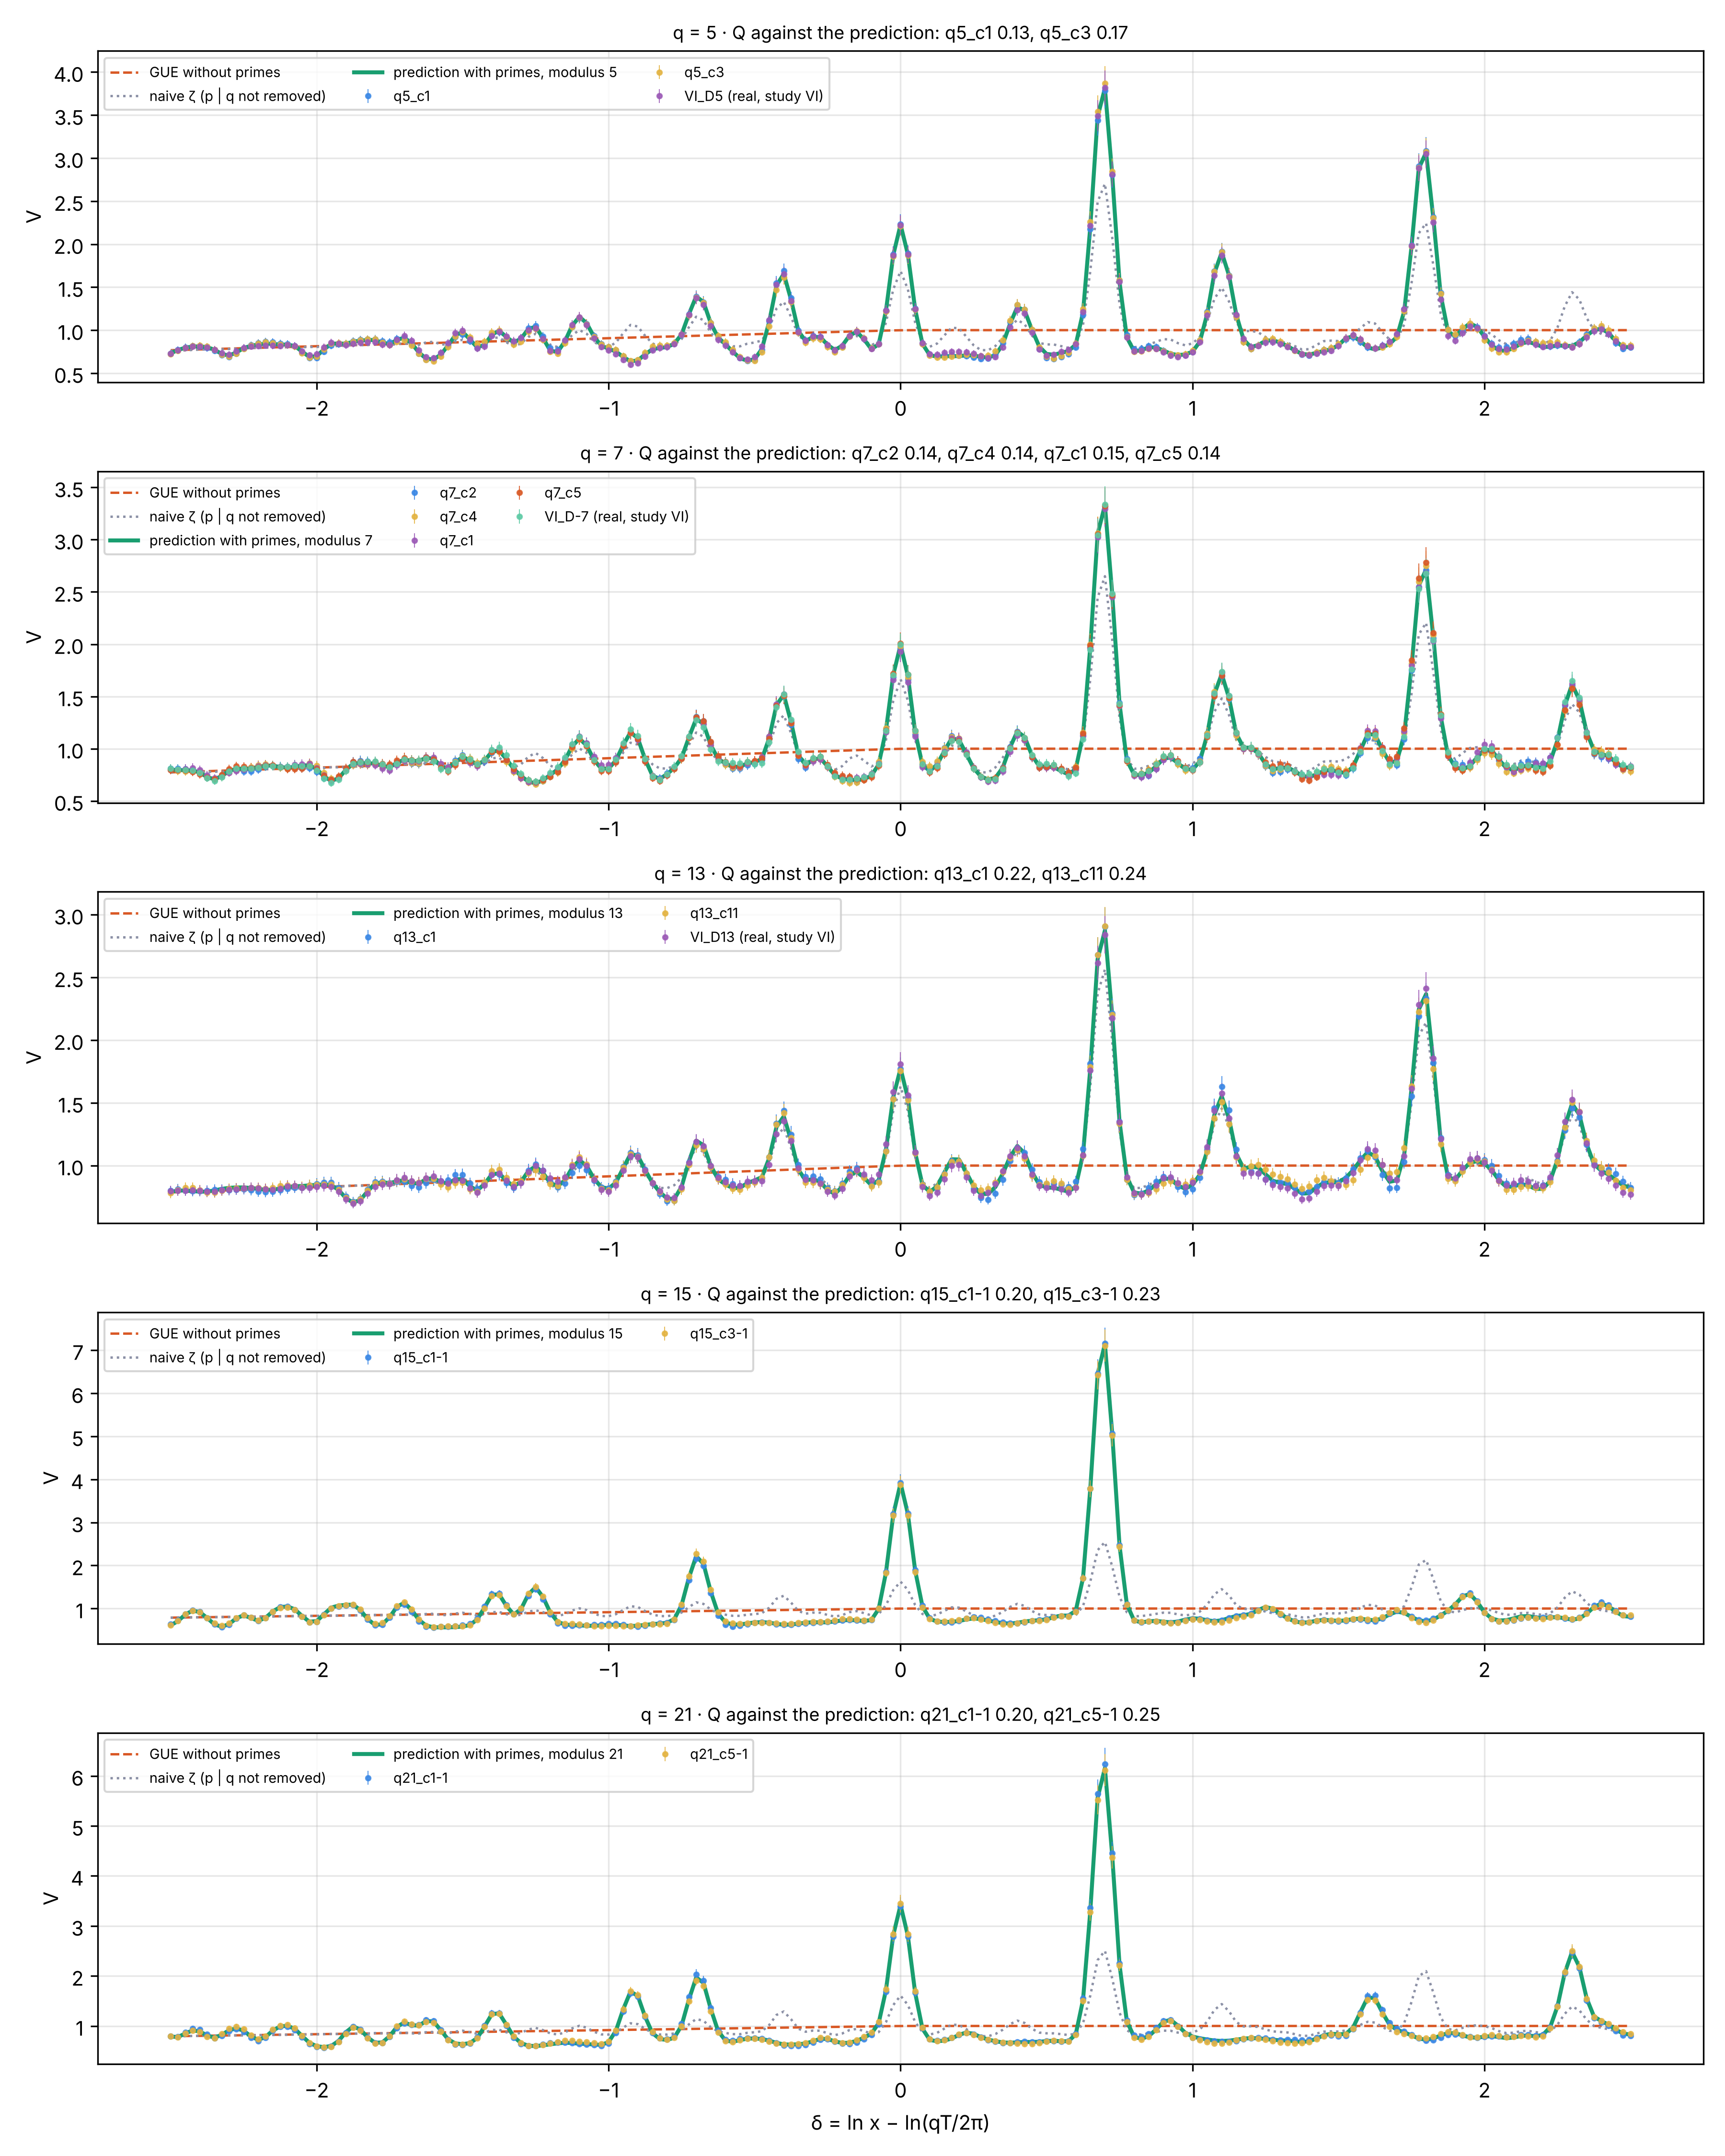 q = 5 · Q against the prediction: q5_c1 0.13, q5_c3 0.17
GUE without primes
naive ζ (p | q not removed)
prediction with primes, modulus 5
q5_c1
q5_c3
VI_D5 (real, study VI)
V
4.0
3.5
3.0
2.5
2.0
1.5
1.0
0.5
−2
−1
0
1
2
q = 7 · Q against the prediction: q7_c2 0.14, q7_c4 0.14, q7_c1 0.15, q7_c5 0.14
GUE without primes
naive ζ (p | q not removed)
prediction with primes, modulus 7
q7_c2
q7_c4
q7_c1
q7_c5
VI_D-7 (real, study VI)
V
3.5
3.0
2.5
2.0
1.5
1.0
0.5
−2
−1
0
1
2
q = 13 · Q against the prediction: q13_c1 0.22, q13_c11 0.24
GUE without primes
naive ζ (p | q not removed)
prediction with primes, modulus 13
q13_c1
q13_c11
VI_D13 (real, study VI)
V
3.0
2.5
2.0
1.5
1.0
−2
−1
0
1
2
q = 15 · Q against the prediction: q15_c1-1 0.20, q15_c3-1 0.23
GUE without primes
naive ζ (p | q not removed)
prediction with primes, modulus 15
q15_c1-1
q15_c3-1
V
7
6
5
4
3
2
1
−2
−1
0
1
2
q = 21 · Q against the prediction: q21_c1-1 0.20, q21_c5-1 0.25
GUE without primes
naive ζ (p | q not removed)
prediction with primes, modulus 21
q21_c1-1
q21_c5-1
V
6
5
4
3
2
1
−2
−1
0
1
2
δ = ln x − ln(qT/2π)